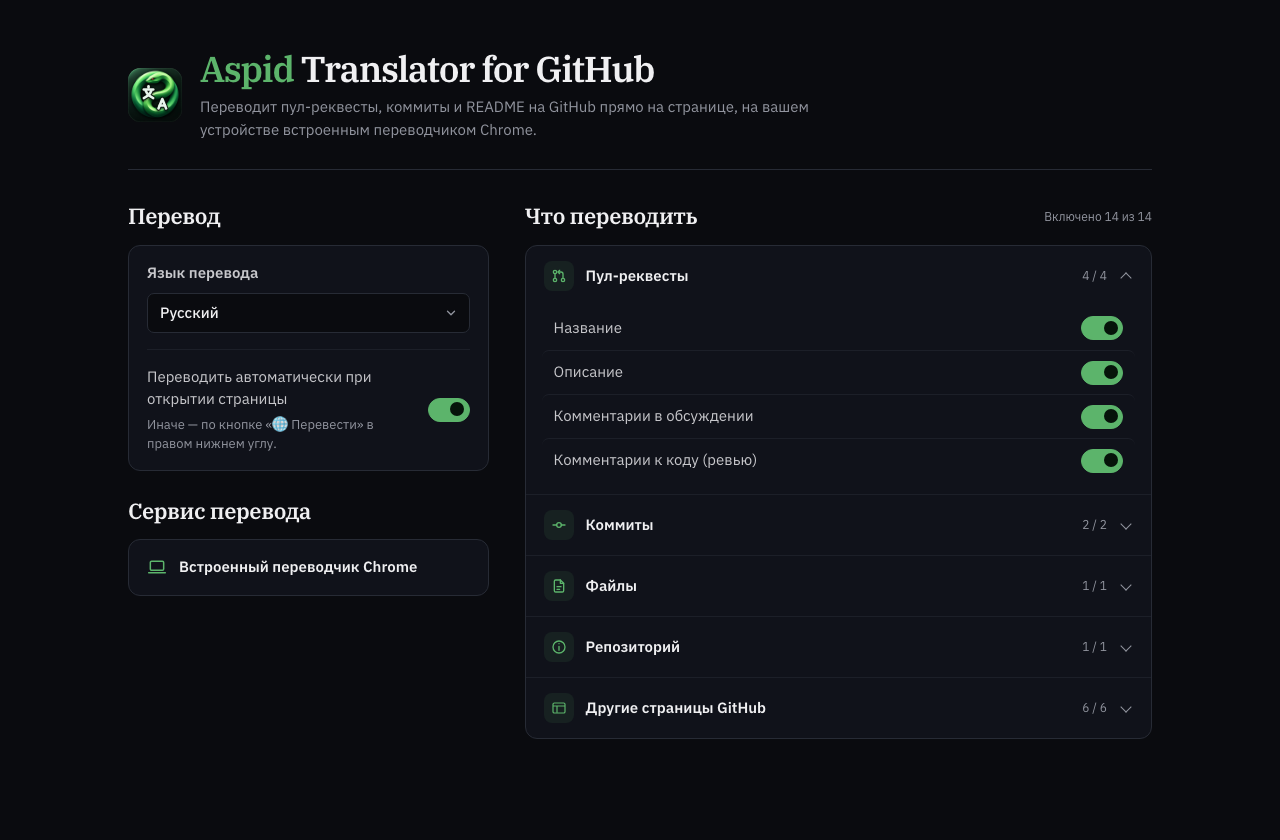 Aspid Translator for GitHub
Переводит пул-реквесты, коммиты и README на GitHub прямо на странице, на вашем
устройстве встроенным переводчиком Chrome.
Перевод
Язык перевода
Русский
Переводить автоматически при
открытии страницы
Иначе — по кнопке «🌐 Перевести» в
правом нижнем углу.
Сервис перевода
Встроенный переводчик Chrome
Что переводить
Включено 14 из 14
Пул-реквесты
4 / 4
Название
Описание
Комментарии в обсуждении
Комментарии к коду (ревью)
Коммиты
2 / 2
Файлы
1 / 1
Репозиторий
1 / 1
Другие страницы GitHub
6 / 6